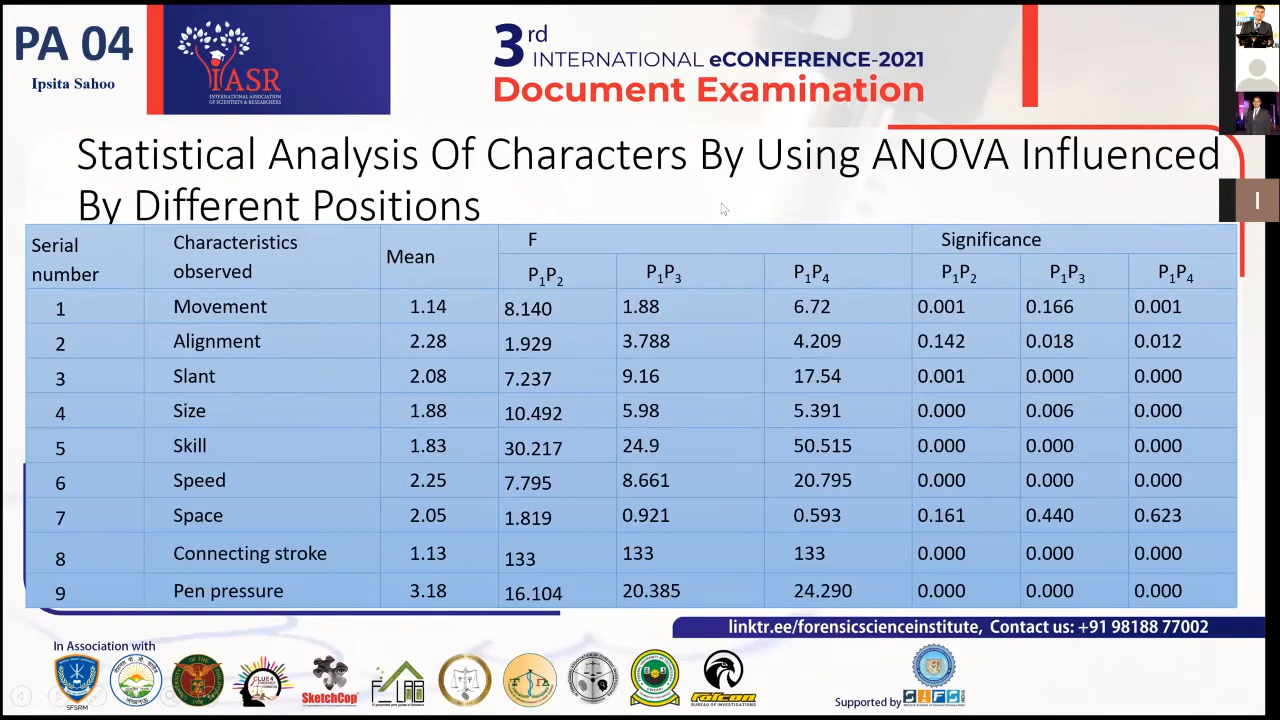 PA 04
Ipsita Sahoo
IASR
INTERNATIONAL ASSOCIATION
OF SCIENTISTS & RESEARCHERS
3rd
INTERNATIONAL eCONFERENCE-2021
Document Examination
Statistical Analysis Of Characters By Using ANOVA Influenced
By Different Positions
I
Serial number Characteristics observed Mean F Significance
P₁P₂ P₁P₃ P₁P₄ P₁P₂ P₁P₃ P₁P₄
1 Movement 1.14 8.140 1.88 6.72 0.001 0.166 0.001
2 Alignment 2.28 1.929 3.788 4.209 0.142 0.018 0.012
3 Slant 2.08 7.237 9.16 17.54 0.001 0.000 0.000
4 Size 1.88 10.492 5.98 5.391 0.000 0.006 0.000
5 Skill 1.83 30.217 24.9 50.515 0.000 0.000 0.000
6 Speed 2.25 7.795 8.661 20.795 0.000 0.000 0.000
7 Space 2.05 1.819 0.921 0.593 0.161 0.440 0.623
8 Connecting stroke 1.13 133 133 133 0.000 0.000 0.000
9 Pen pressure 3.18 16.104 20.385 24.290 0.000 0.000 0.000
linktr.ee/forensicscienceinstitute, Contact us: +91 98188 77002
In Association with
SFSRM
CLUE4
SketchCop
F LAB
falcon
BUREAU OF INVESTIGATIONS
Supported by
SIFS